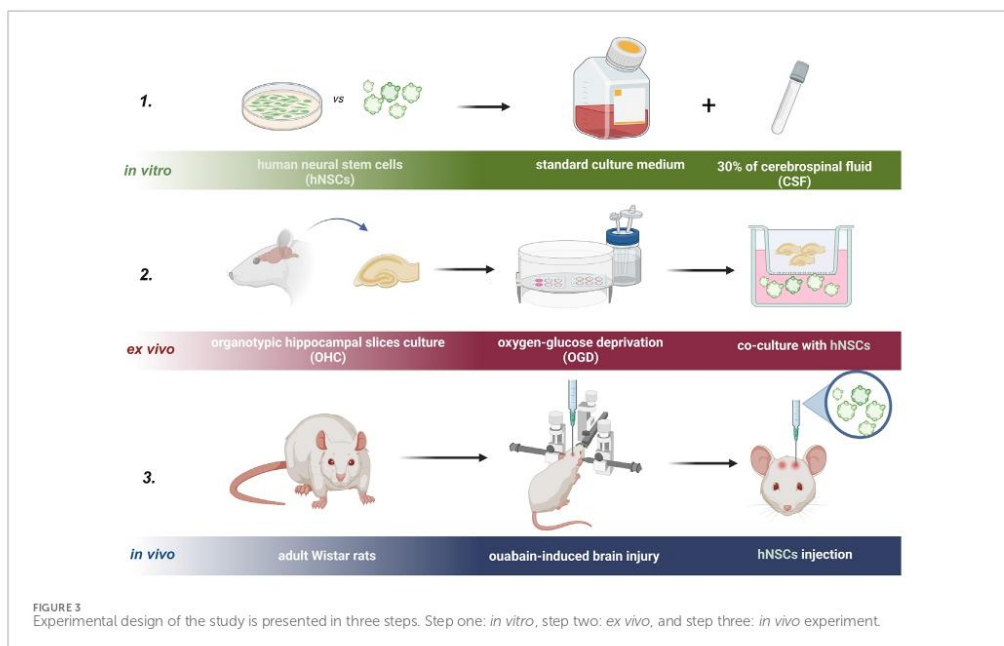 1.
vs
+
in vitro
human neural stem cells
(hNSCs)
standard culture medium
30% of cerebrospinal fluid
(CSF)
2.
ex vivo
organotypic hippocampal slices culture
(OHC)
oxygen-glucose deprivation
(OGD)
co-culture with hNSCs
3.
in vivo
adult Wistar rats
ouabain-induced brain injury
hNSCs injection
FIGURE 3
Experimental design of the study is presented in three steps. Step one: in vitro, step two: ex vivo, and step three: in vivo experiment.